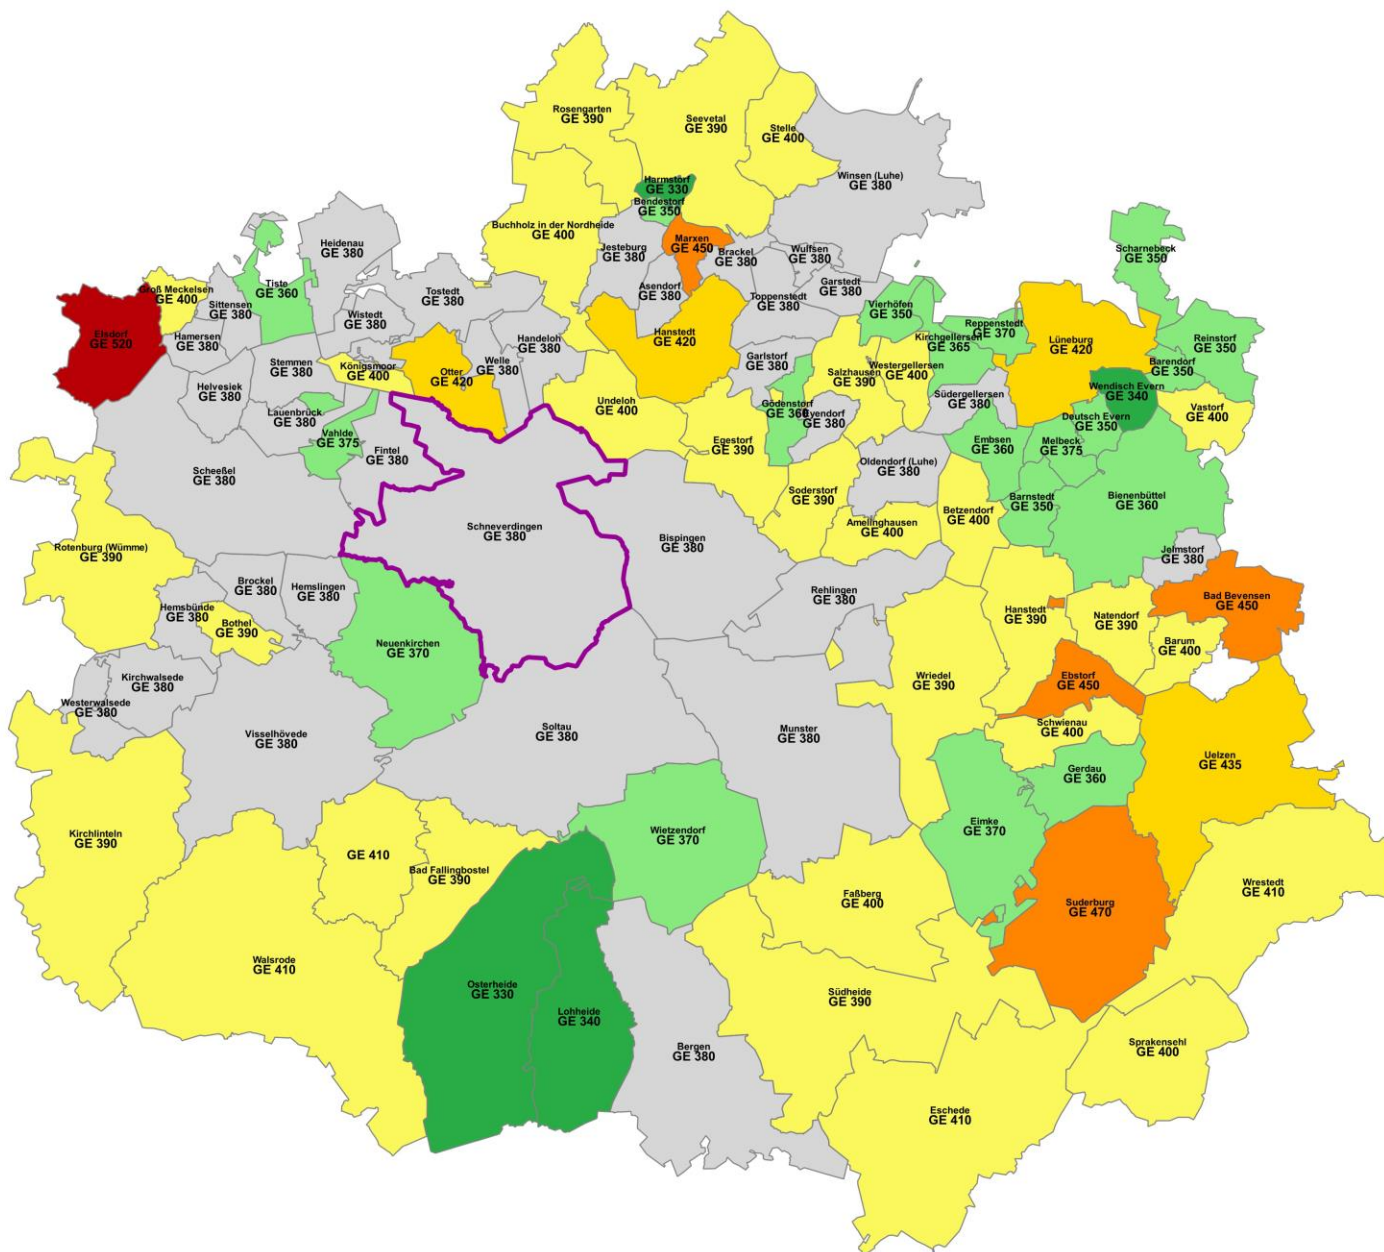 Rosengarten
GE 390
Seevetal
GE 390
Stelle
GE 400
Winsen (Luhe)
GE 380
Harmstorf
GE 330
Bendestorf
GE 350
Buchholz in der Nordheide
GE 400
Jesteburg
GE 380
Marxen
GE 450
Brackel
GE 380
Wulfsen
GE 380
Scharnebeck
GE 350
Heidenau
GE 380
Tiste
GE 360
Groß Meckelsen
GE 400
Sittensen
GE 380
Asendorf
GE 380
Garstedt
GE 380
Toppenstedt
GE 380
Vierhöfen
GE 350
Tostedt
GE 380
Wistedt
GE 380
Elsdorf
GE 520
Hamersen
GE 380
Handeloh
GE 380
Hanstedt
GE 420
Reppenstedt
GE 370
Kirchgellersen
GE 365
Lüneburg
GE 420
Reinstorf
GE 350
Stemmen
GE 380
Königsmoor
GE 400
Otter
GE 420
Welle
GE 380
Garlstorf
GE 380
Salzhausen
GE 390
Westergellersen
GE 400
Barendorf
GE 350
Helvesiek
GE 380
Wendisch Evern
GE 340
Südergellersen
GE 380
Gödenstorf
GE 360
Eyendorf
GE 380
Lauenbrück
GE 380
Undeloh
GE 400
Vastorf
GE 400
Deutsch Evern
GE 350
Vahlde
GE 375
Fintel
GE 380
Egestorf
GE 390
Embsen
GE 360
Melbeck
GE 375
Scheeßel
GE 380
Oldendorf (Luhe)
GE 380
Soderstorf
GE 390
Barnstedt
GE 350
Bienenbüttel
GE 360
Betzendorf
GE 400
Amelinghausen
GE 400
Schneverdingen
GE 380
Bispingen
GE 380
Rotenburg (Wümme)
GE 390
Jelmstorf
GE 380
Brockel
GE 380
Hemslingen
GE 380
Rehlingen
GE 380
Hemsbünde
GE 380
Bothel
GE 390
Hanstedt
GE 390
Natendorf
GE 390
Bad Bevensen
GE 450
Neuenkirchen
GE 370
Barum
GE 400
Kirchwalsede
GE 380
Wriedel
GE 390
Ebstorf
GE 450
Westerwalsede
GE 380
Visselhövede
GE 380
Soltau
GE 380
Munster
GE 380
Schwienau
GE 400
Uelzen
GE 435
Gerdau
GE 360
Kirchlinteln
GE 390
Wietzendorf
GE 370
Eimke
GE 370
GE 410
Bad Fallingbostel
GE 390
Faßberg
GE 400
Wrestedt
GE 410
Suderburg
GE 470
Walsrode
GE 410
Osterheide
GE 330
Lohheide
GE 340
Südheide
GE 390
Bergen
GE 380
Sprakensehl
GE 400
Eschede
GE 410